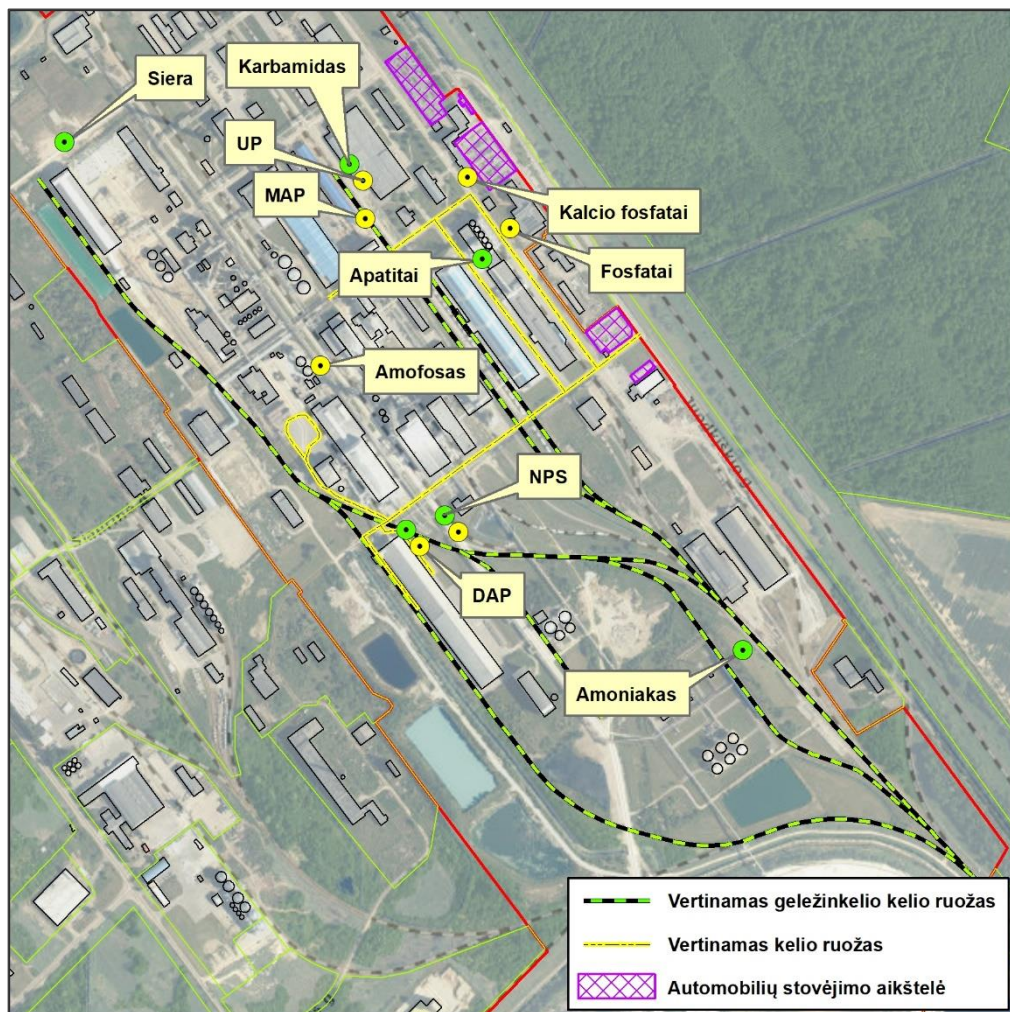 Karbamidas
Siera
UP
MAP
Kalcio fosfatai
Apatitai
Fosfatai
Amofosas
NPS
DAP
Amoniakas
Vertinamas geležinkelio kelio ruožas
Vertinamas kelio ruožas
Automobilių stovėjimo aikštelė